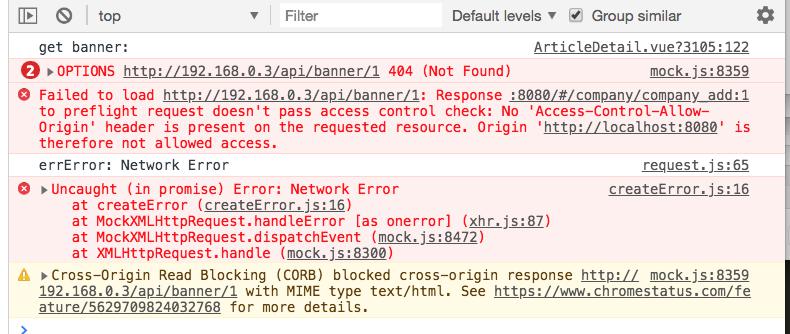 top ▼ Filter Default levels ▼ Group similar
get banner: ArticleDetail.vue?3105:122
2 ▶OPTIONS http://192.168.0.3/api/banner/1 404 (Not Found) mock.js:8359
Failed to load http://192.168.0.3/api/banner/1: Response :8080/#/company/company_add:1
to preflight request doesn't pass access control check: No 'Access-Control-Allow-
Origin' header is present on the requested resource. Origin 'http://localhost:8080' is
therefore not allowed access.
errError: Network Error request.js:65
▶Uncaught (in promise) Error: Network Error createError.js:16
at createError (createError.js:16)
at MockXMLHttpRequest.handleError [as onerror] (xhr.js:87)
at MockXMLHttpRequest.dispatchEvent (mock.js:8472)
at XMLHttpRequest.handle (mock.js:8300)
▶Cross-Origin Read Blocking (CORB) blocked cross-origin response http:// mock.js:8359
192.168.0.3/api/banner/1 with MIME type text/html. See https://www.chromestatus.com/fe
ature/5629709824032768 for more details.